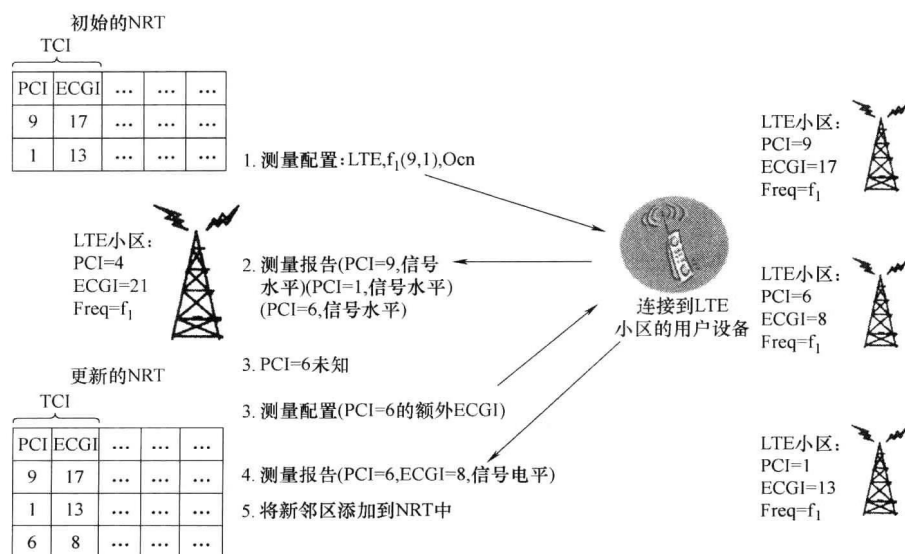 初始的NRT
TCI
PCI ECGI … … …
9 17 … … …
1 13 … … …
1. 测量配置:LTE,f₁(9,1),Ocn
LTE小区:
PCI=4
ECGI=21
Freq=f₁
2. 测量报告(PCI=9,信号
水平)(PCI=1,信号水平)
(PCI=6,信号水平)
3. PCI=6未知
3. 测量配置(PCI=6的额外ECGI)
4. 测量报告(PCI=6,ECGI=8,信号电平)
5. 将新邻区添加到NRT中
更新的NRT
TCI
PCI ECGI … … …
9 17 … … …
1 13 … … …
6 8 … … …
连接到LTE
小区的用户设备
LTE小区:
PCI=9
ECGI=17
Freq=f₁
LTE小区:
PCI=6
ECGI=8
Freq=f₁
LTE小区:
PCI=1
ECGI=13
Freq=f₁